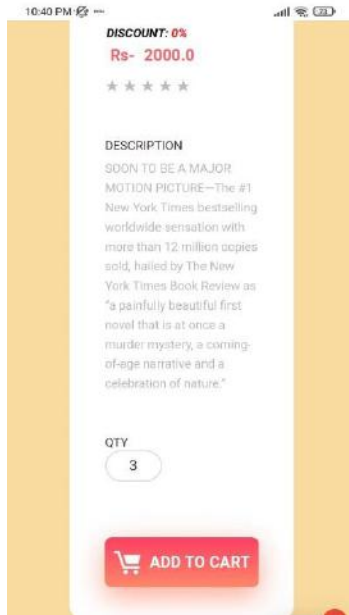 10:40 PM
23
DISCOUNT: 0%
Rs- 2000.0
DESCRIPTION
SOON TO BE A MAJOR
MOTION PICTURE—The #1
New York Times bestselling
worldwide sensation with
more than 12 million copies
sold, hailed by The New
York Times Book Review as
"a painfully beautiful first
novel that is at once a
murder mystery, a coming-
of-age narrative and a
celebration of nature."
QTY
3
ADD TO CART